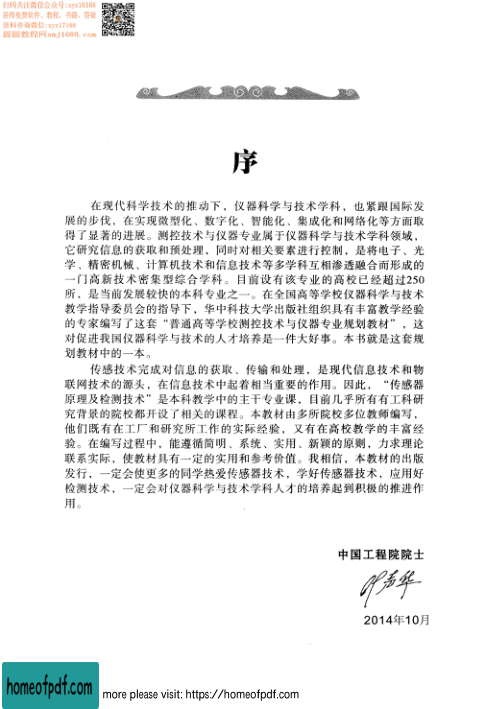 扫码关注微信公众号:xyz16168
获得免费软件、教程、书籍、答疑
资料咨询微信:xyz17168
圆圆教程网xmj1688.com
序
在现代科学技术的推动下，仪器科学与技术学科，也紧跟国际发
展的步伐，在实现微型化、数字化、智能化、集成化和网络化等方面取
得了显著的进展。测控技术与仪器专业属于仪器科学与技术学科领域，
它研究信息的获取和预处理，同时对相关要素进行控制，是将电子、光
学、精密机械、计算机技术和信息技术等多学科互相渗透融合而形成的
一门高新技术密集型综合学科。目前设有该专业的高校已经超过250
所，是当前发展较快的本科专业之一。在全国高等学校仪器科学与技术
教学指导委员会的指导下，华中科技大学出版社组织具有丰富教学经验
的专家编写了这套“普通高等学校测控技术与仪器专业规划教材”，这
对促进我国仪器科学与技术的人才培养是一件大好事。本书就是这套规
划教材中的一本。
传感技术完成对信息的获取、传输和处理，是现代信息技术和物
联网技术的源头，在信息技术中起着相当重要的作用。因此，“传感器
原理及检测技术”是本科教学中的主干专业课，目前几乎所有有工科研
究背景的院校都开设了相关的课程。本教材由多所院校多位教师编写，
他们既有在工厂和研究所工作的实际经验，又有在高校教学的丰富经
验。在编写过程中，能遵循简明、系统、实用、新颖的原则，力求理论
联系实际，使教材具有一定的实用和参考价值。我相信，本教材的出版
发行，一定会使更多的同学热爱传感器技术，学好传感器技术，应用好
检测技术，一定会对仪器科学与技术学科人才的培养起到积极的推进作
用。
中国工程院院士
2014年10月
homeofpdf.com
more please visit: https://homeofpdf.com